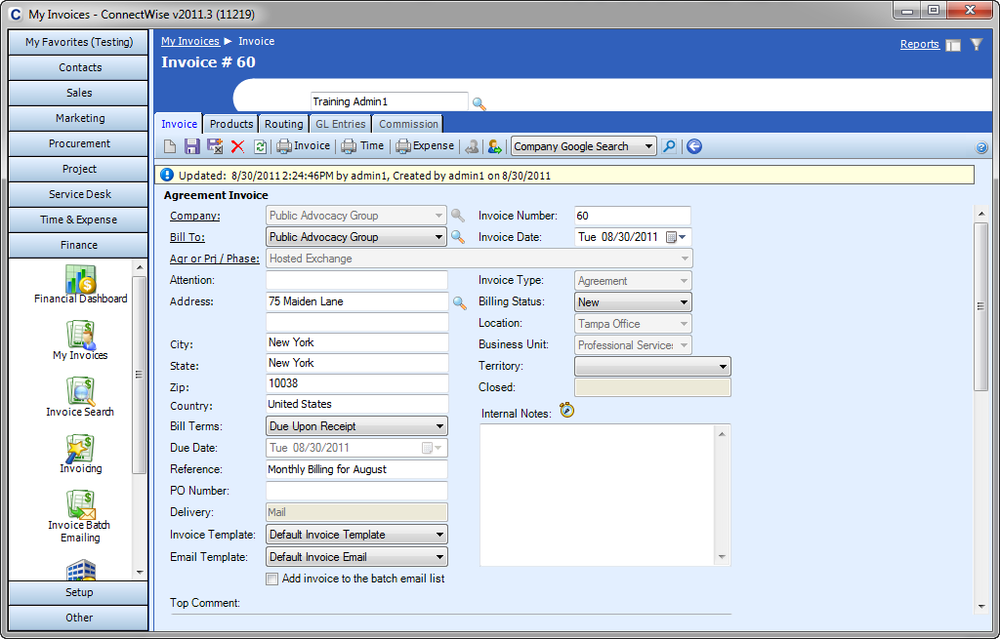 My Invoices - ConnectWise v2011.3 (11219)
My Favorites (Testing)
Contacts
Sales
Marketing
Procurement
Project
Service Desk
Time & Expense
Finance
Financial Dashboard
My Invoices
Invoice Search
Invoicing
Invoice Batch
Emailing
Setup
Other
My Invoices ▶ Invoice
Reports
Invoice # 60
Training Admin1
Invoice Products Routing GL Entries Commission
Invoice Time Expense Company Google Search
Updated: 8/30/2011 2:24:46PM by admin1, Created by admin1 on 8/30/2011
Agreement Invoice
Company: Public Advocacy Group Invoice Number: 60
Bill To: Public Advocacy Group Invoice Date: Tue 08/30/2011
Agr or Prj / Phase: Hosted Exchange
Attention: Invoice Type: Agreement
Address: 75 Maiden Lane Billing Status: New
Location: Tampa Office
City: New York Business Unit: Professional Services
State: New York Territory:
Zip: 10038 Closed:
Country: United States Internal Notes:
Bill Terms: Due Upon Receipt
Due Date: Tue 08/30/2011
Reference: Monthly Billing for August
PO Number:
Delivery: Mail
Invoice Template: Default Invoice Template
Email Template: Default Invoice Email
Add invoice to the batch email list
Top Comment: